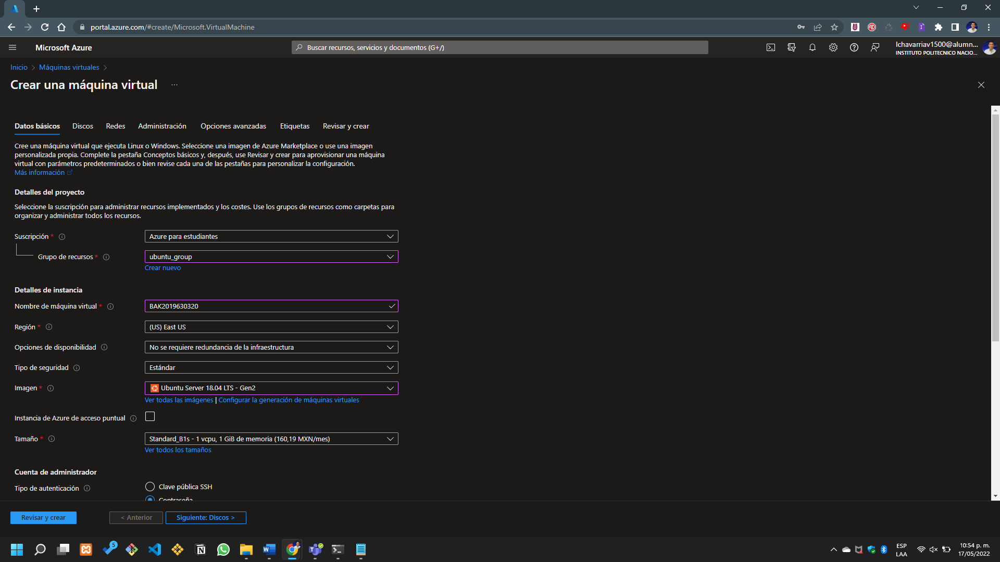 portal.azure.com/#create/Microsoft.VirtualMachine
Microsoft Azure
Buscar recursos, servicios y documentos (G+/)
lchavarriav1500@alumn...
INSTITUTO POLITECNICO NACIO...
Inicio > Máquinas virtuales >
Crear una máquina virtual ...
Datos básicos Discos Redes Administración Opciones avanzadas Etiquetas Revisar y crear
Cree una máquina virtual que ejecuta Linux o Windows. Seleccione una imagen de Azure Marketplace o use una imagen
personalizada propia. Complete la pestaña Conceptos básicos y, después, use Revisar y crear para aprovisionar una máquina
virtual con parámetros predeterminados o bien revise cada una de las pestañas para personalizar la configuración.
Más información
Detalles del proyecto
Seleccione la suscripción para administrar recursos implementados y los costes. Use los grupos de recursos como carpetas para
organizar y administrar todos los recursos.
Suscripción * Azure para estudiantes
Grupo de recursos * ubuntu_group
Crear nuevo
Detalles de instancia
Nombre de máquina virtual * BAK2019630320
Región * (US) East US
Opciones de disponibilidad No se requiere redundancia de la infraestructura
Tipo de seguridad Estándar
Imagen * Ubuntu Server 18.04 LTS - Gen2
Ver todas las imágenes | Configurar la generación de máquinas virtuales
Instancia de Azure de acceso puntual
Tamaño * Standard_B1s - 1 vcpu, 1 GiB de memoria (160,19 MXN/mes)
Ver todos los tamaños
Cuenta de administrador
Tipo de autenticación Clave pública SSH
Contraseña
Revisar y crear < Anterior Siguiente: Discos >
5
ESP
LAA
10:54 p. m.
17/05/2022